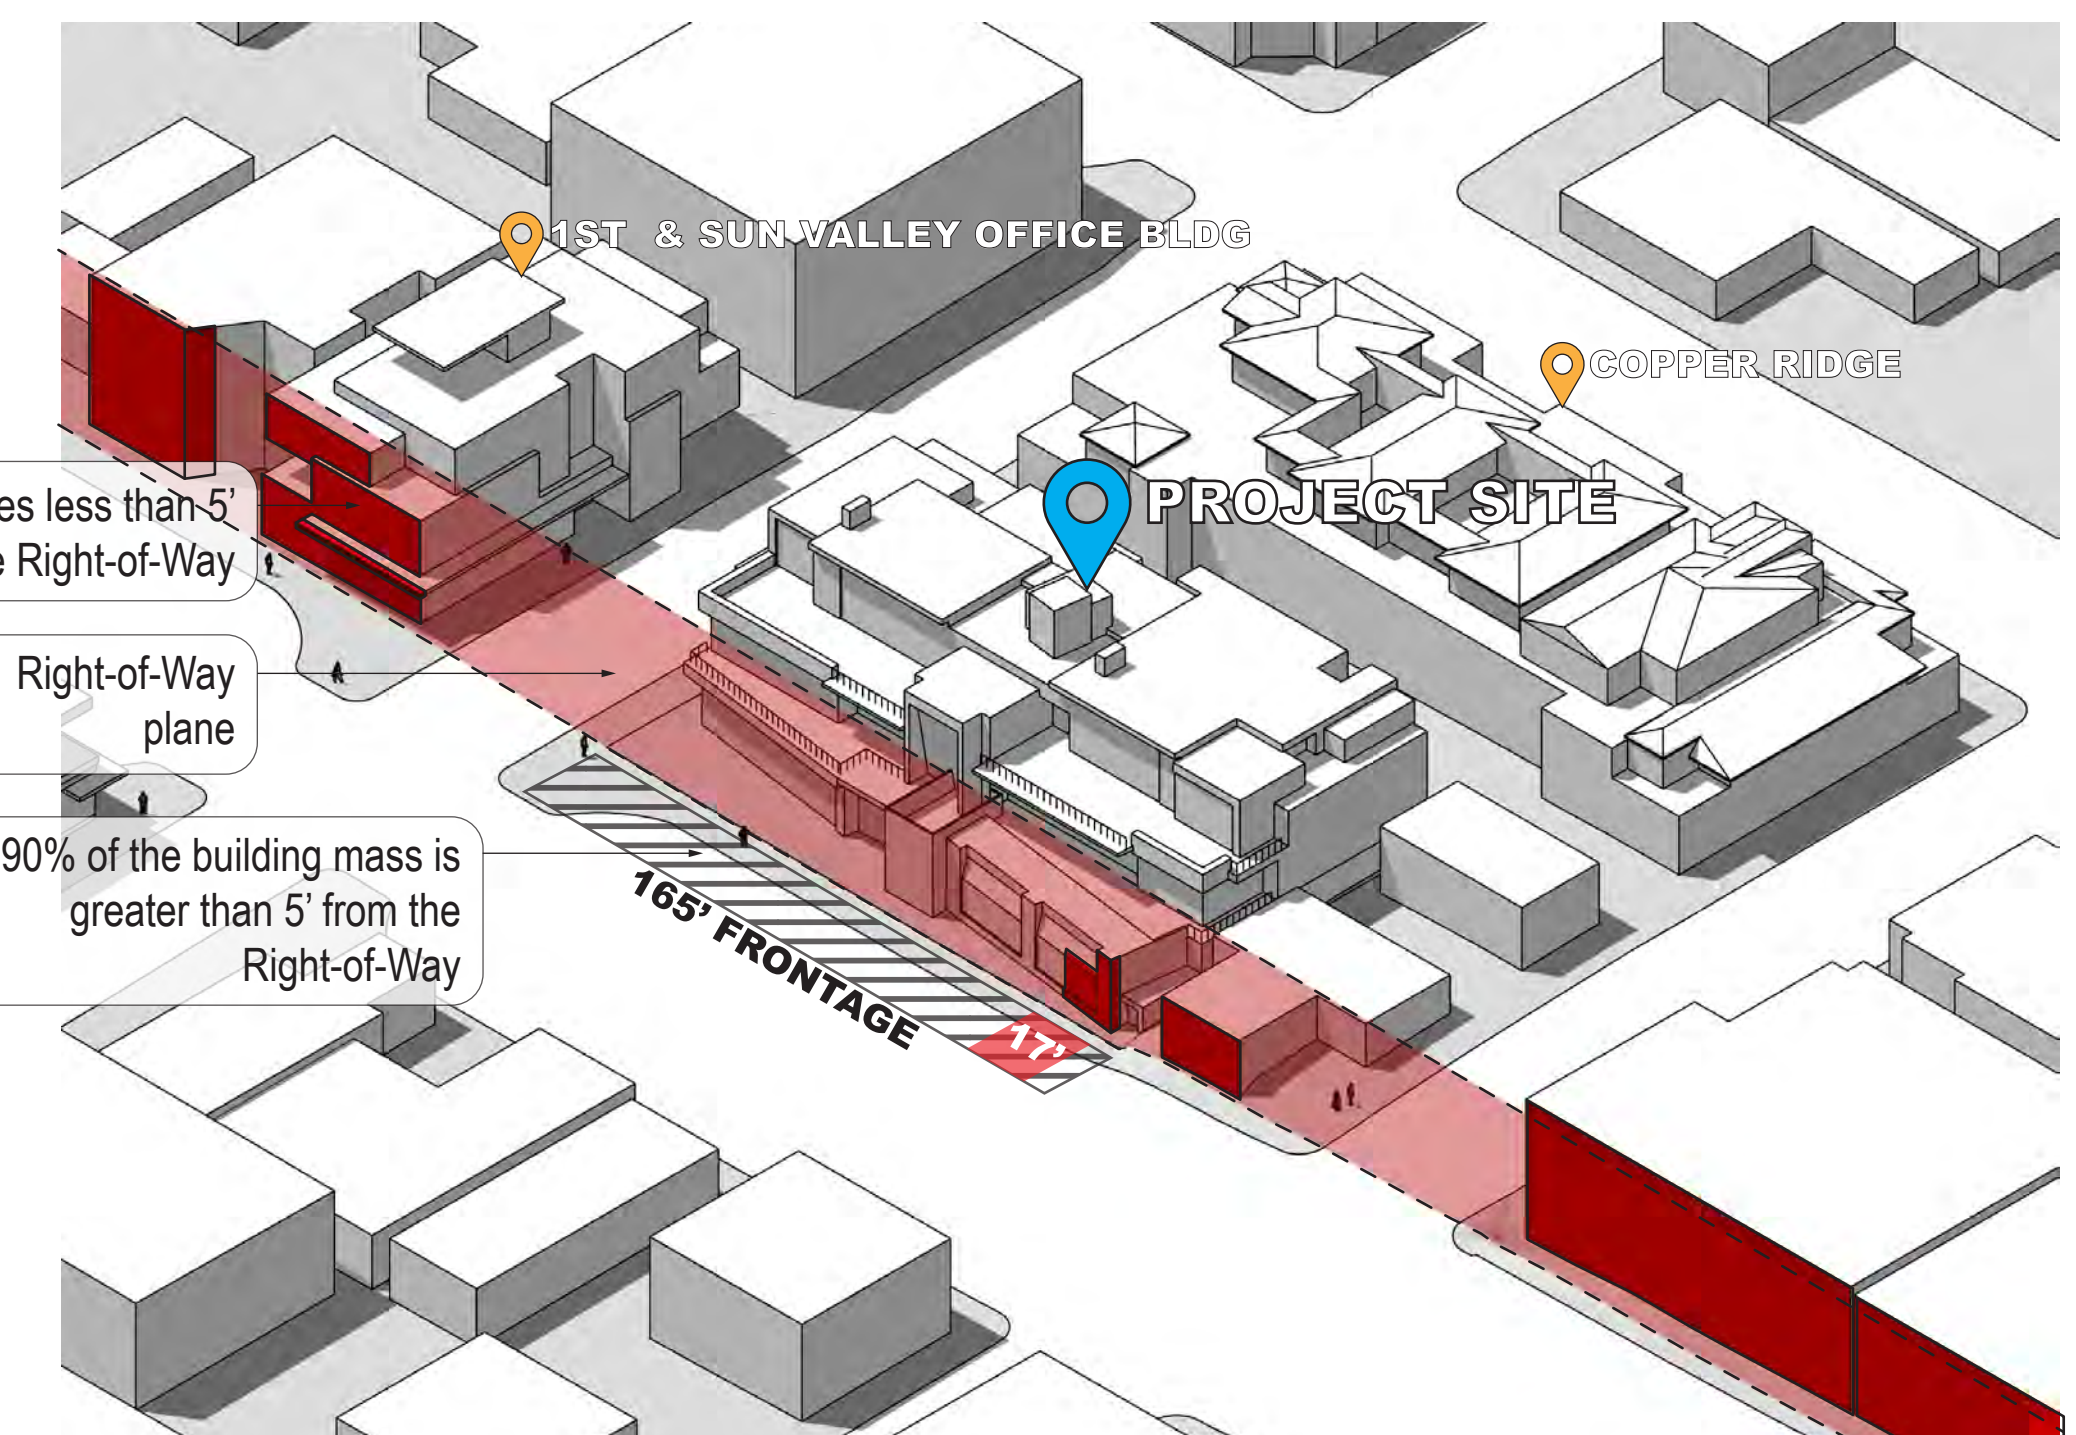 1ST & SUN VALLEY OFFICE BLDG
COPPER RIDGE
PROJECT SITE
less than 5’
Right-of-Way
Right-of-Way
plane
90% of the building mass is
greater than 5’ from the
Right-of-Way
165’ FRONTAGE
17’